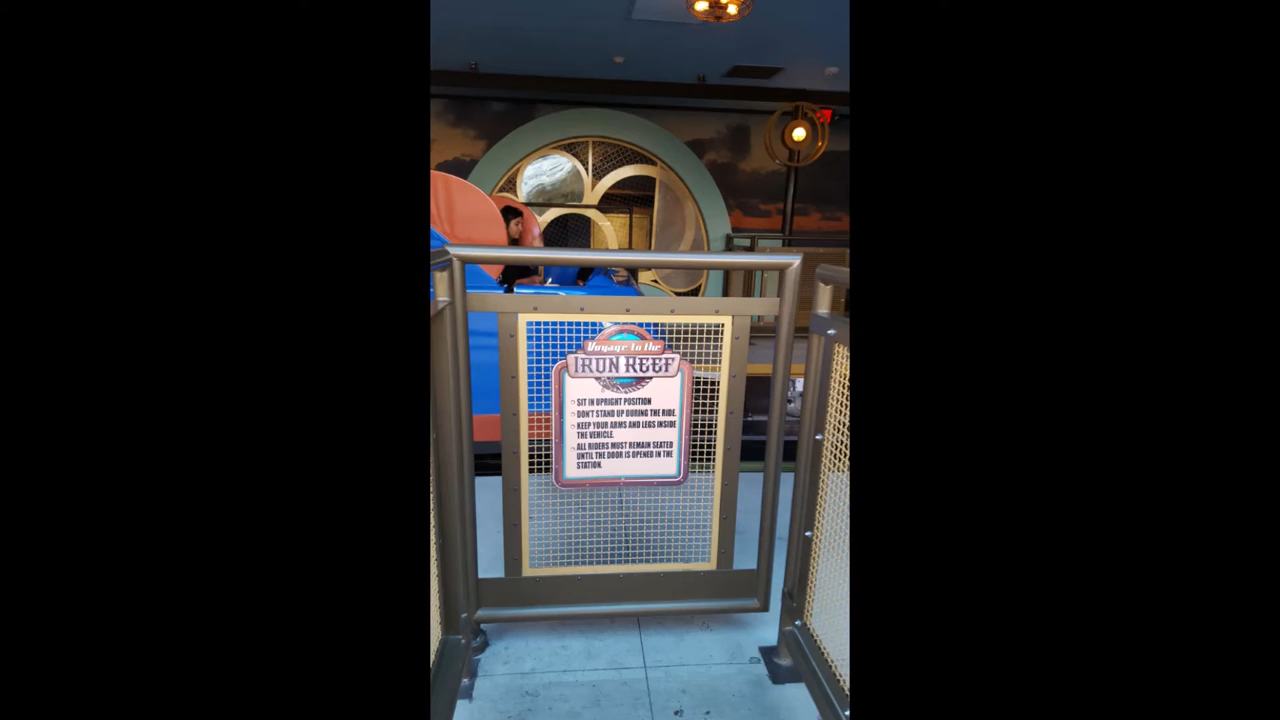 Voyage to the
IRON REEF
SIT IN UPRIGHT POSITION
DON'T STAND UP DURING THE RIDE.
KEEP YOUR ARMS AND LEGS INSIDE
THE VEHICLE.
ALL RIDERS MUST REMAIN SEATED
UNTIL THE DOOR IS OPENED IN THE
STATION.